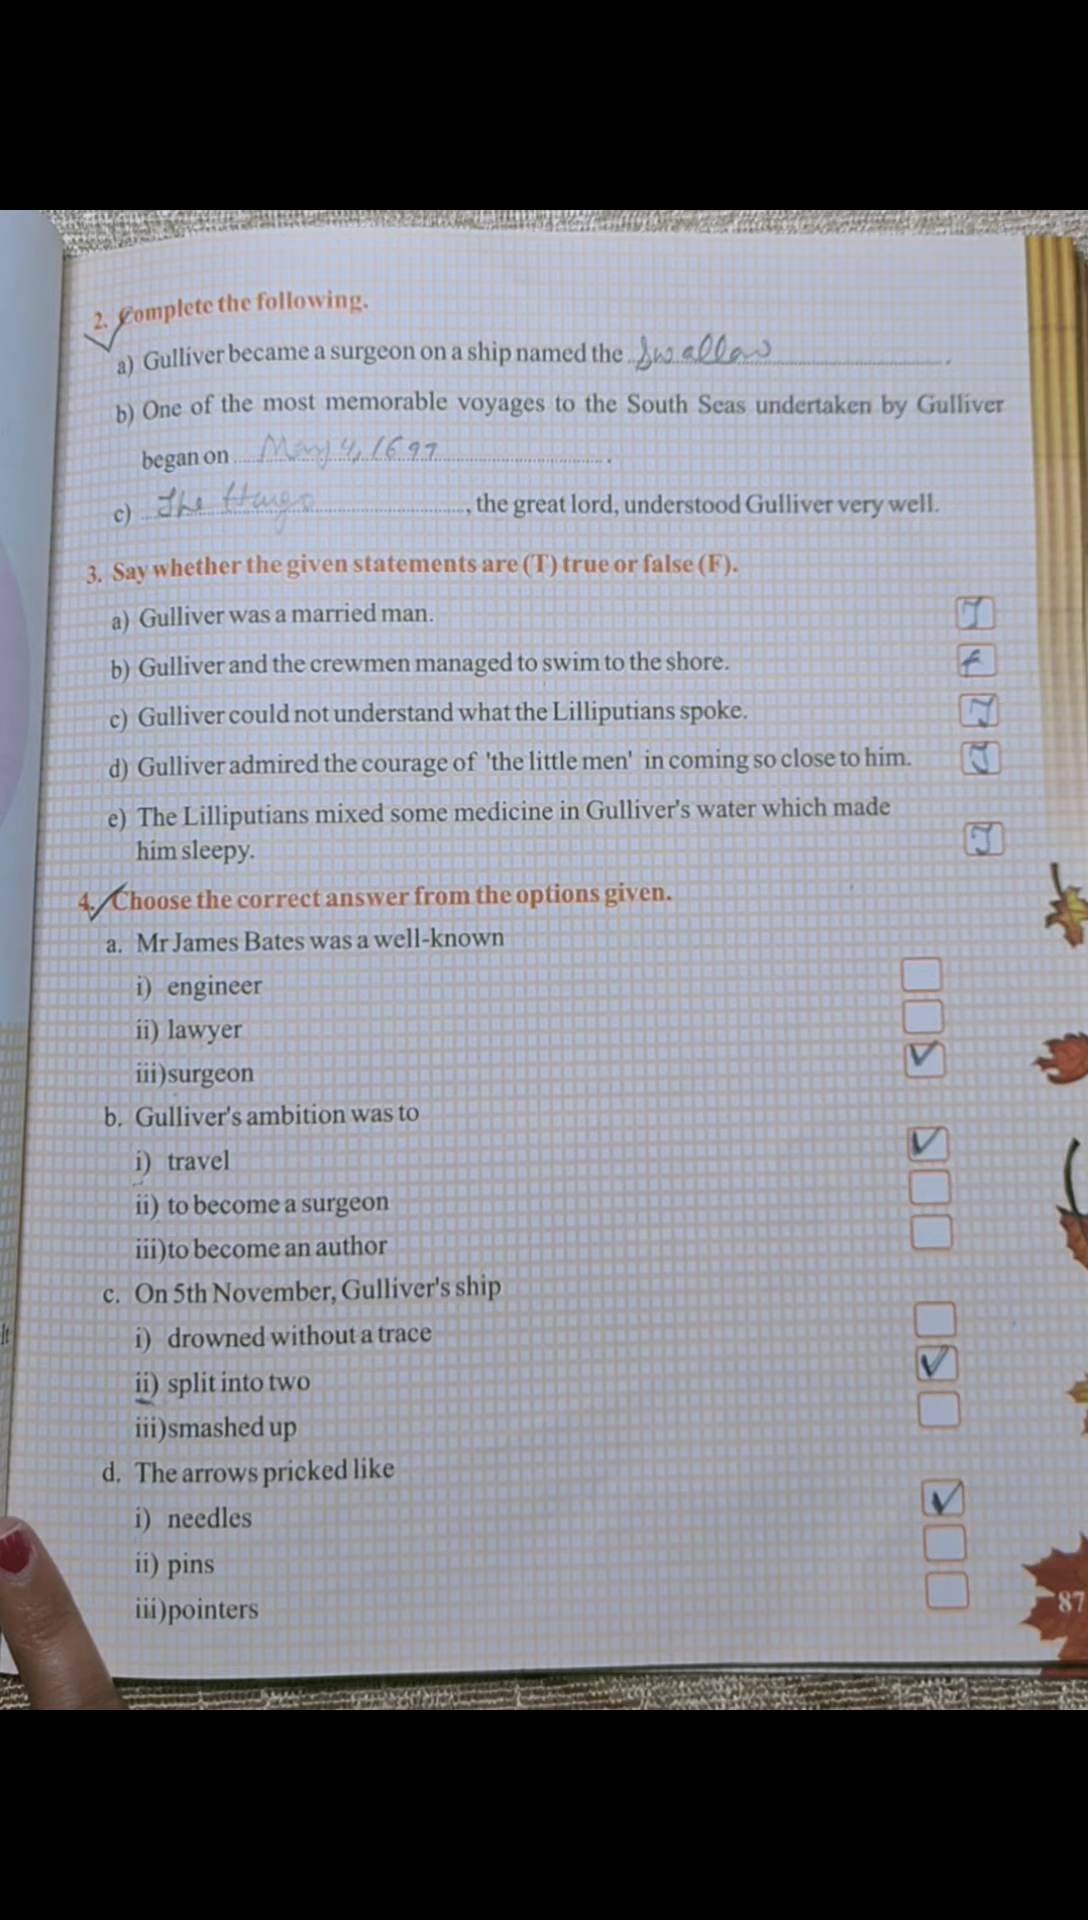 2. Complete the following.
a) Gulliver became a surgeon on a ship named the Swallow.
b) One of the most memorable voyages to the South Seas undertaken by Gulliver
began on May 4, 1699.
c) The Hurgo, the great lord, understood Gulliver very well.
3. Say whether the given statements are (T) true or false (F).
a) Gulliver was a married man. T
b) Gulliver and the crewmen managed to swim to the shore. F
c) Gulliver could not understand what the Lilliputians spoke. T
d) Gulliver admired the courage of 'the little men' in coming so close to him. T
e) The Lilliputians mixed some medicine in Gulliver's water which made
him sleepy. T
4. Choose the correct answer from the options given.
a. Mr James Bates was a well-known
i) engineer
ii) lawyer
iii) surgeon ✓
b. Gulliver's ambition was to
i) travel ✓
ii) to become a surgeon
iii) to become an author
c. On 5th November, Gulliver's ship
i) drowned without a trace
ii) split into two ✓
iii) smashed up
d. The arrows pricked like
i) needles ✓
ii) pins
iii) pointers
87